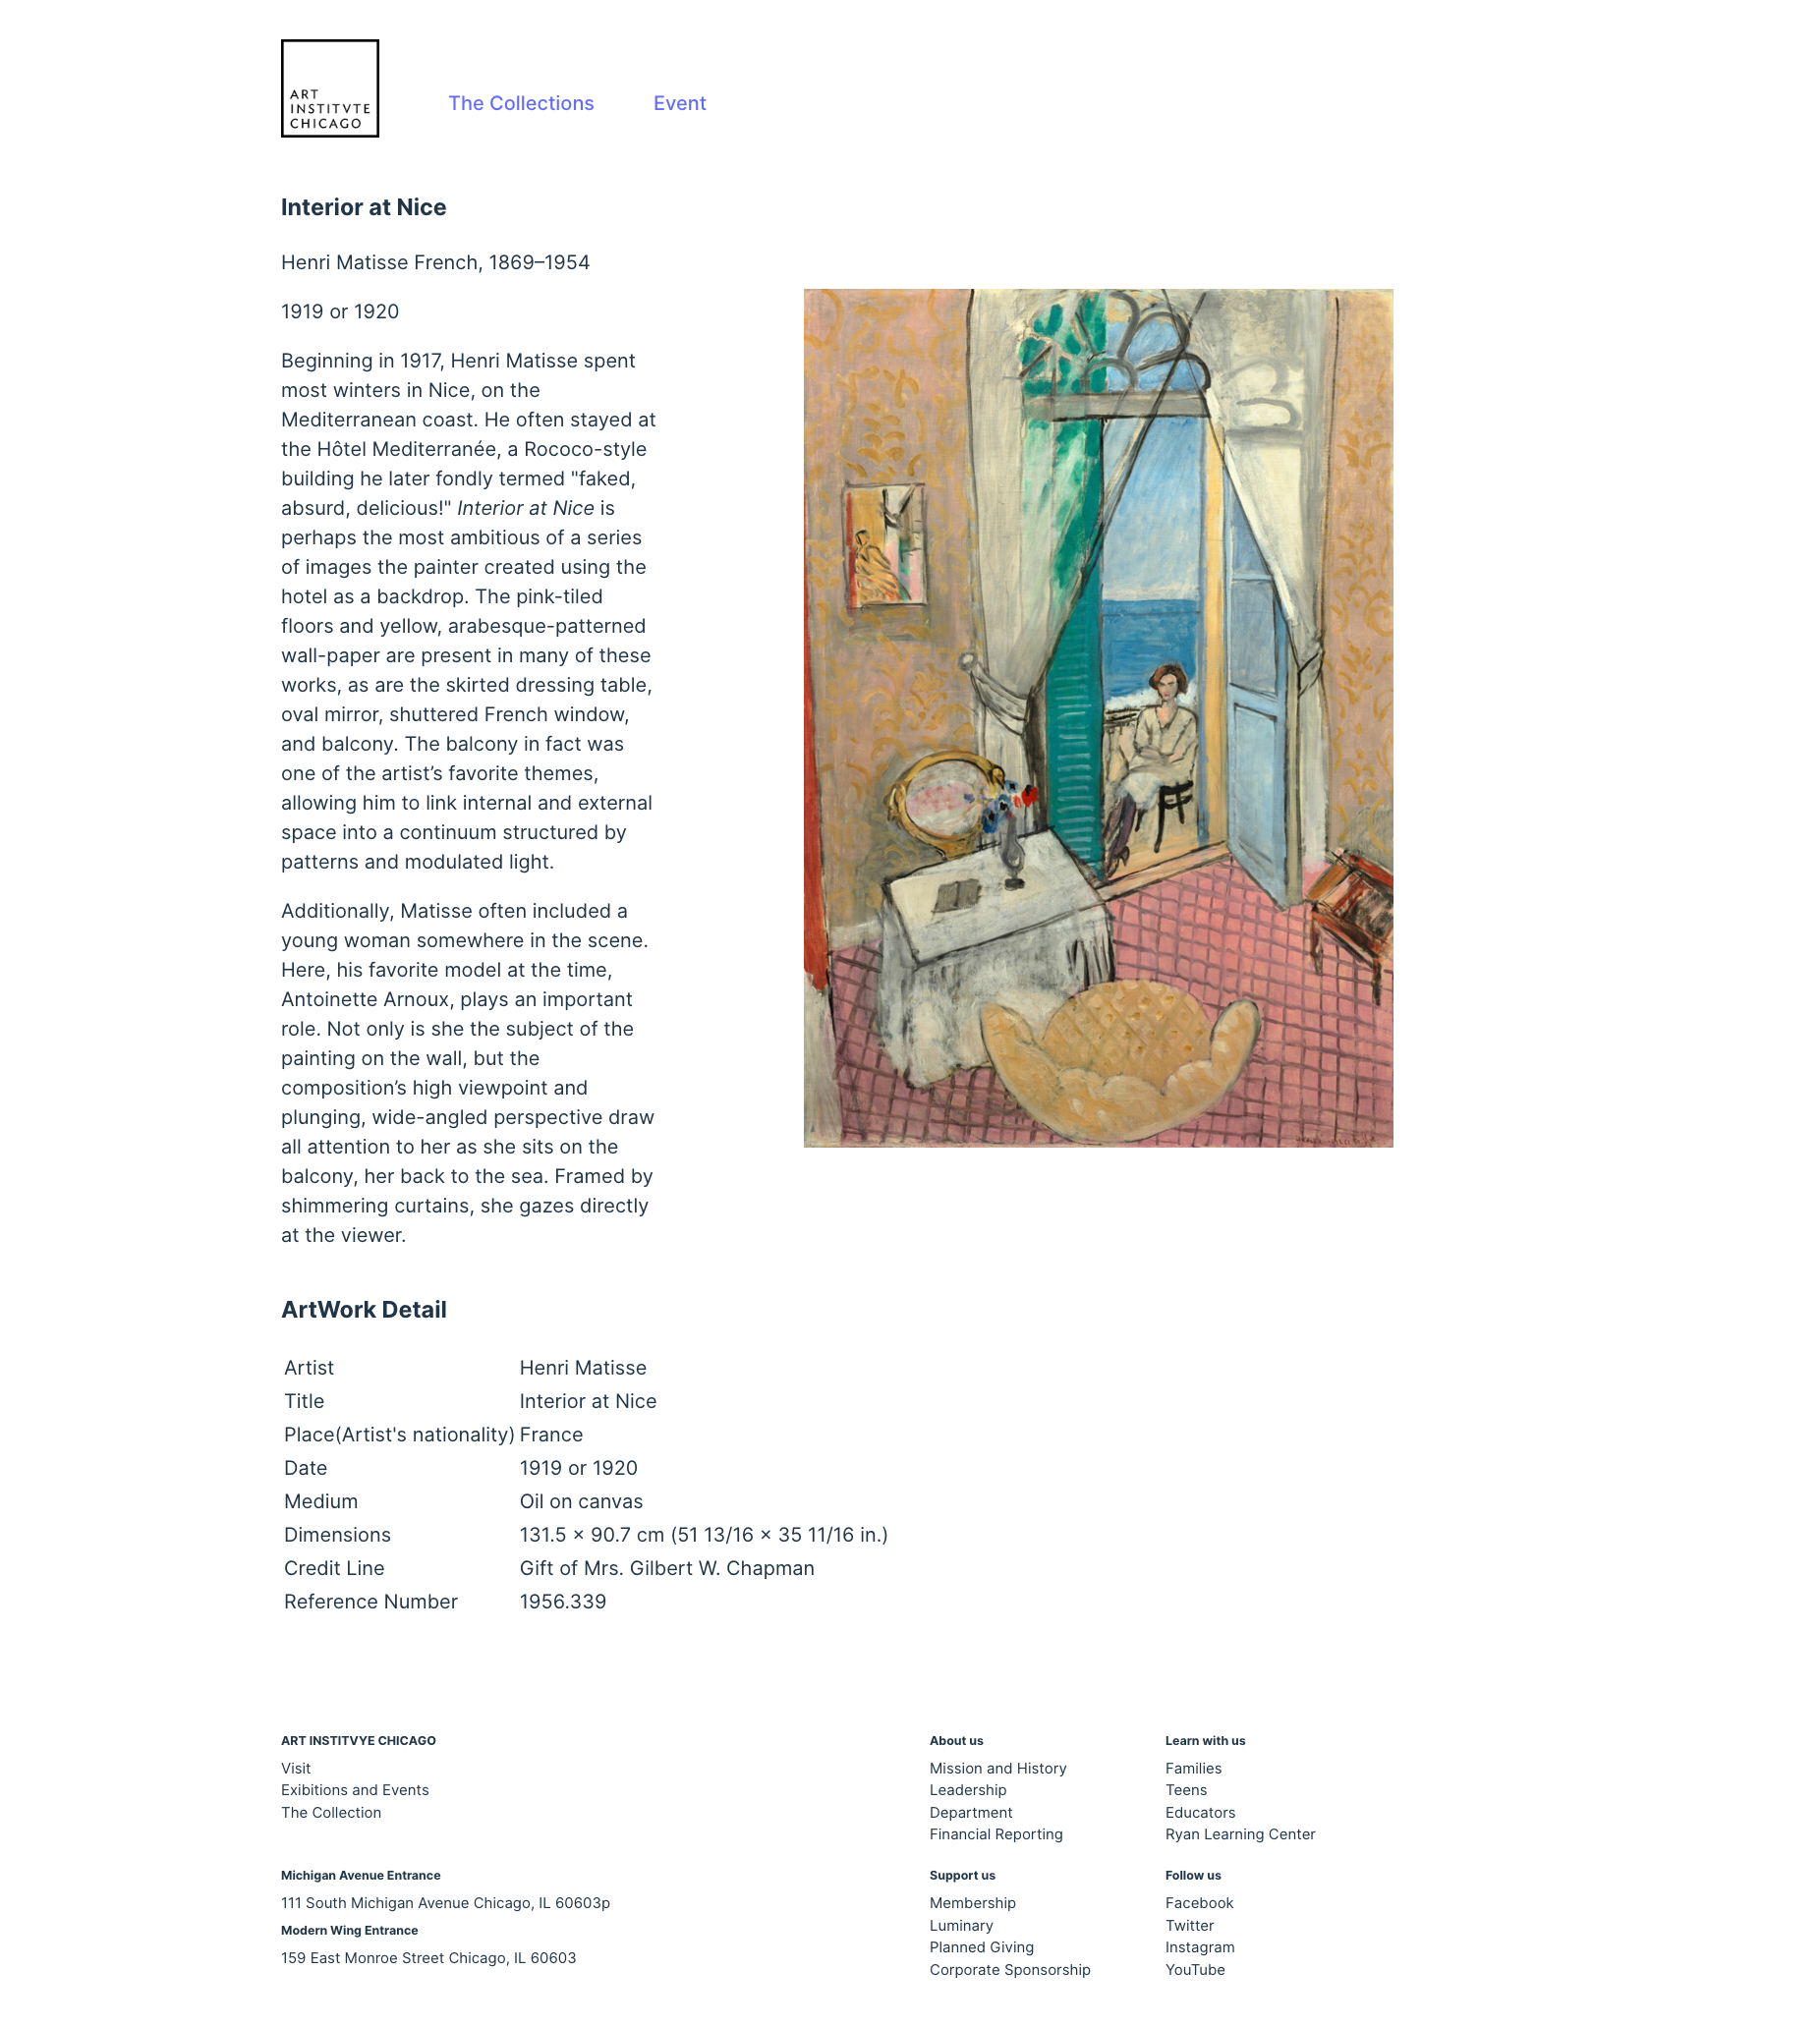 ART
INSTITVTE
CHICAGO
The Collections
Event
Interior at Nice
Henri Matisse French, 1869–1954
1919 or 1920
Beginning in 1917, Henri Matisse spent
most winters in Nice, on the
Mediterranean coast. He often stayed at
the Hôtel Mediterranée, a Rococo-style
building he later fondly termed "faked,
absurd, delicious!" Interior at Nice is
perhaps the most ambitious of a series
of images the painter created using the
hotel as a backdrop. The pink-tiled
floors and yellow, arabesque-patterned
wall-paper are present in many of these
works, as are the skirted dressing table,
oval mirror, shuttered French window,
and balcony. The balcony in fact was
one of the artist’s favorite themes,
allowing him to link internal and external
space into a continuum structured by
patterns and modulated light.
Additionally, Matisse often included a
young woman somewhere in the scene.
Here, his favorite model at the time,
Antoinette Arnoux, plays an important
role. Not only is she the subject of the
painting on the wall, but the
composition’s high viewpoint and
plunging, wide-angled perspective draw
all attention to her as she sits on the
balcony, her back to the sea. Framed by
shimmering curtains, she gazes directly
at the viewer.
ArtWork Detail
Artist Henri Matisse
Title Interior at Nice
Place(Artist's nationality) France
Date 1919 or 1920
Medium Oil on canvas
Dimensions 131.5 × 90.7 cm (51 13/16 × 35 11/16 in.)
Credit Line Gift of Mrs. Gilbert W. Chapman
Reference Number 1956.339
ART INSTITVYE CHICAGO
Visit
Exibitions and Events
The Collection
About us
Mission and History
Leadership
Department
Financial Reporting
Learn with us
Families
Teens
Educators
Ryan Learning Center
Michigan Avenue Entrance
111 South Michigan Avenue Chicago, IL 60603p
Modern Wing Entrance
159 East Monroe Street Chicago, IL 60603
Support us
Membership
Luminary
Planned Giving
Corporate Sponsorship
Follow us
Facebook
Twitter
Instagram
YouTube